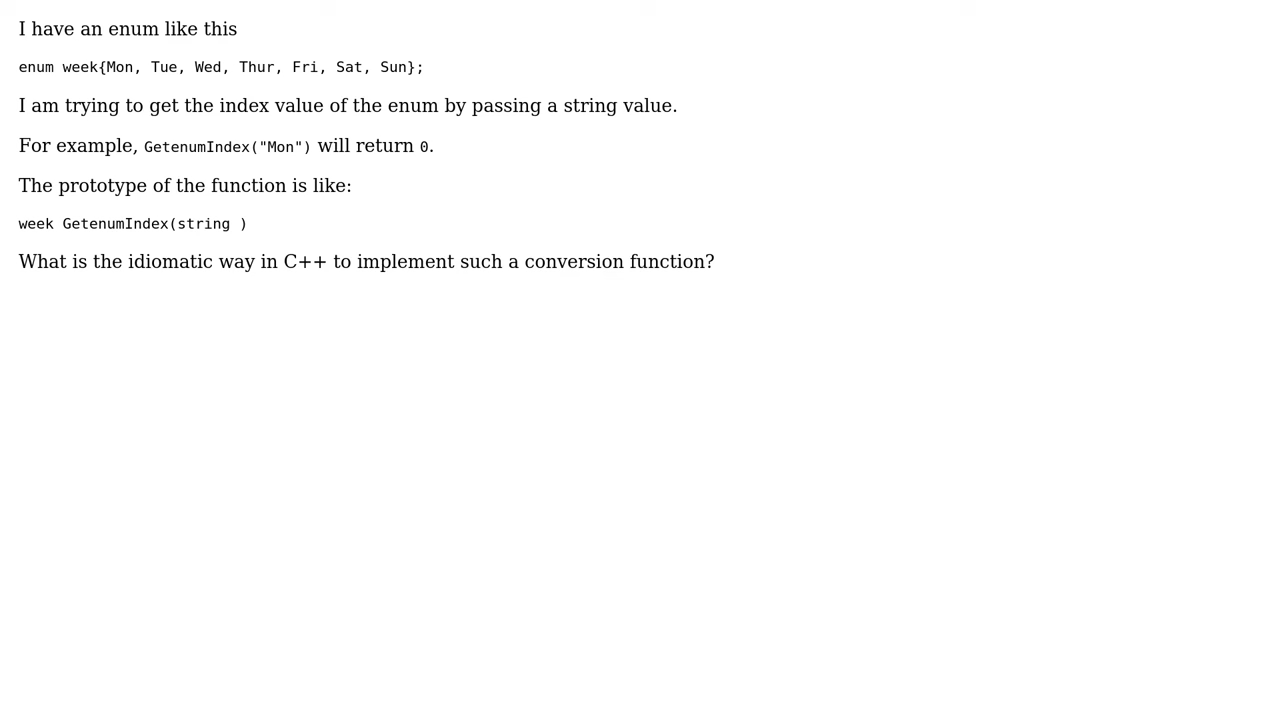 I have an enum like this
enum week{Mon, Tue, Wed, Thur, Fri, Sat, Sun};
I am trying to get the index value of the enum by passing a string value.
For example, GetenumIndex("Mon") will return 0.
The prototype of the function is like:
week GetenumIndex(string )
What is the idiomatic way in C++ to implement such a conversion function?